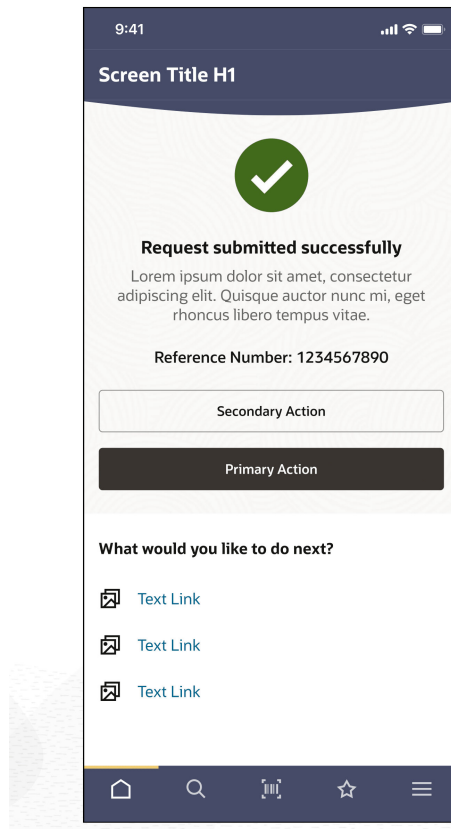 9:41
Screen Title H1
Request submitted successfully
Lorem ipsum dolor sit amet, consectetur
adipiscing elit. Quisque auctor nunc mi, eget
rhoncus libero tempus vitae.
Reference Number: 1234567890
Secondary Action
Primary Action
What would you like to do next?
Text Link
Text Link
Text Link